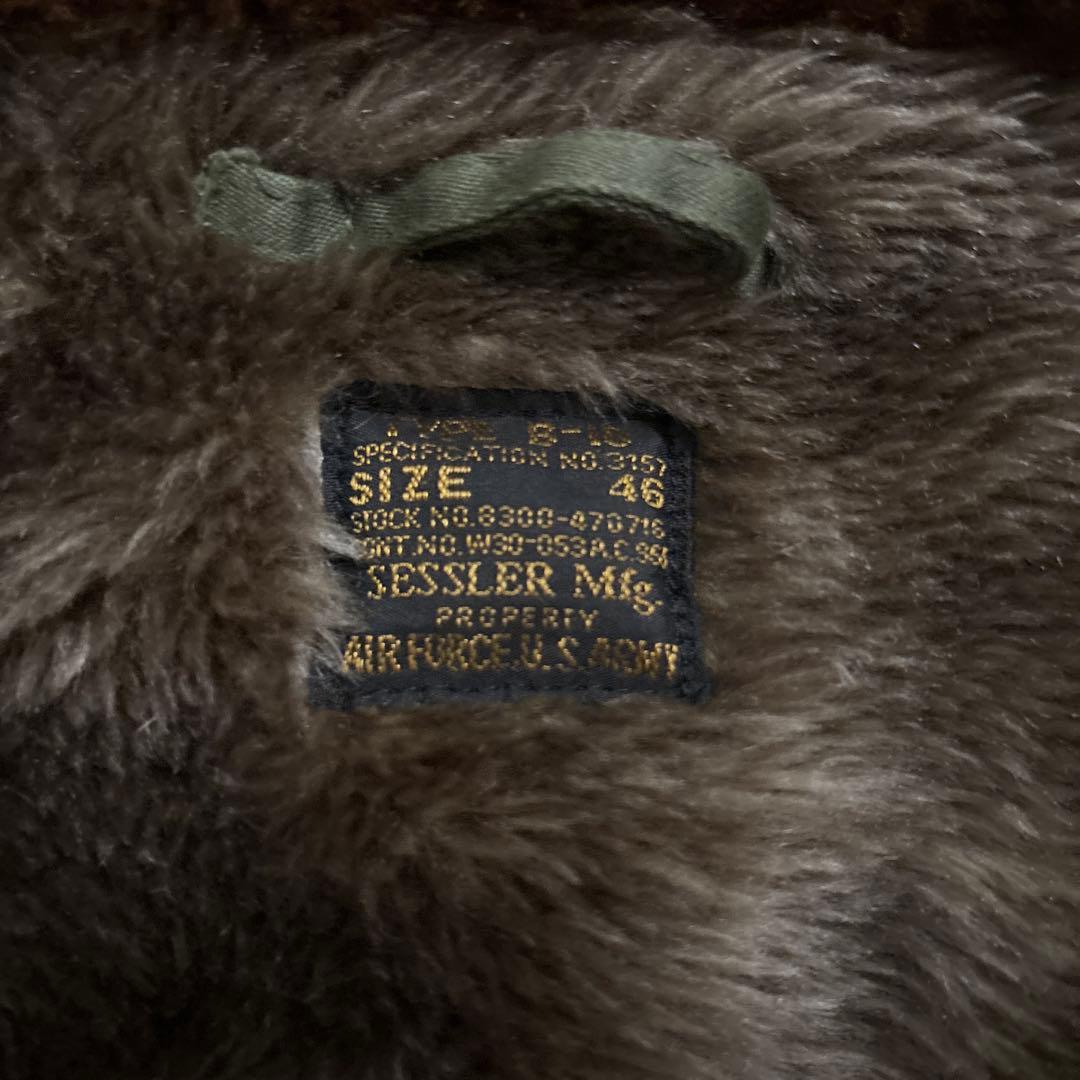 TYPE B-15
SPECIFICATION NO.3157
SIZE 46
STOCK NO.8300-470716
CONT.NO.W30-053A.C.354
SESSLER Mfg.
PROPERTY
AIR FORCE.U.S.ARMY